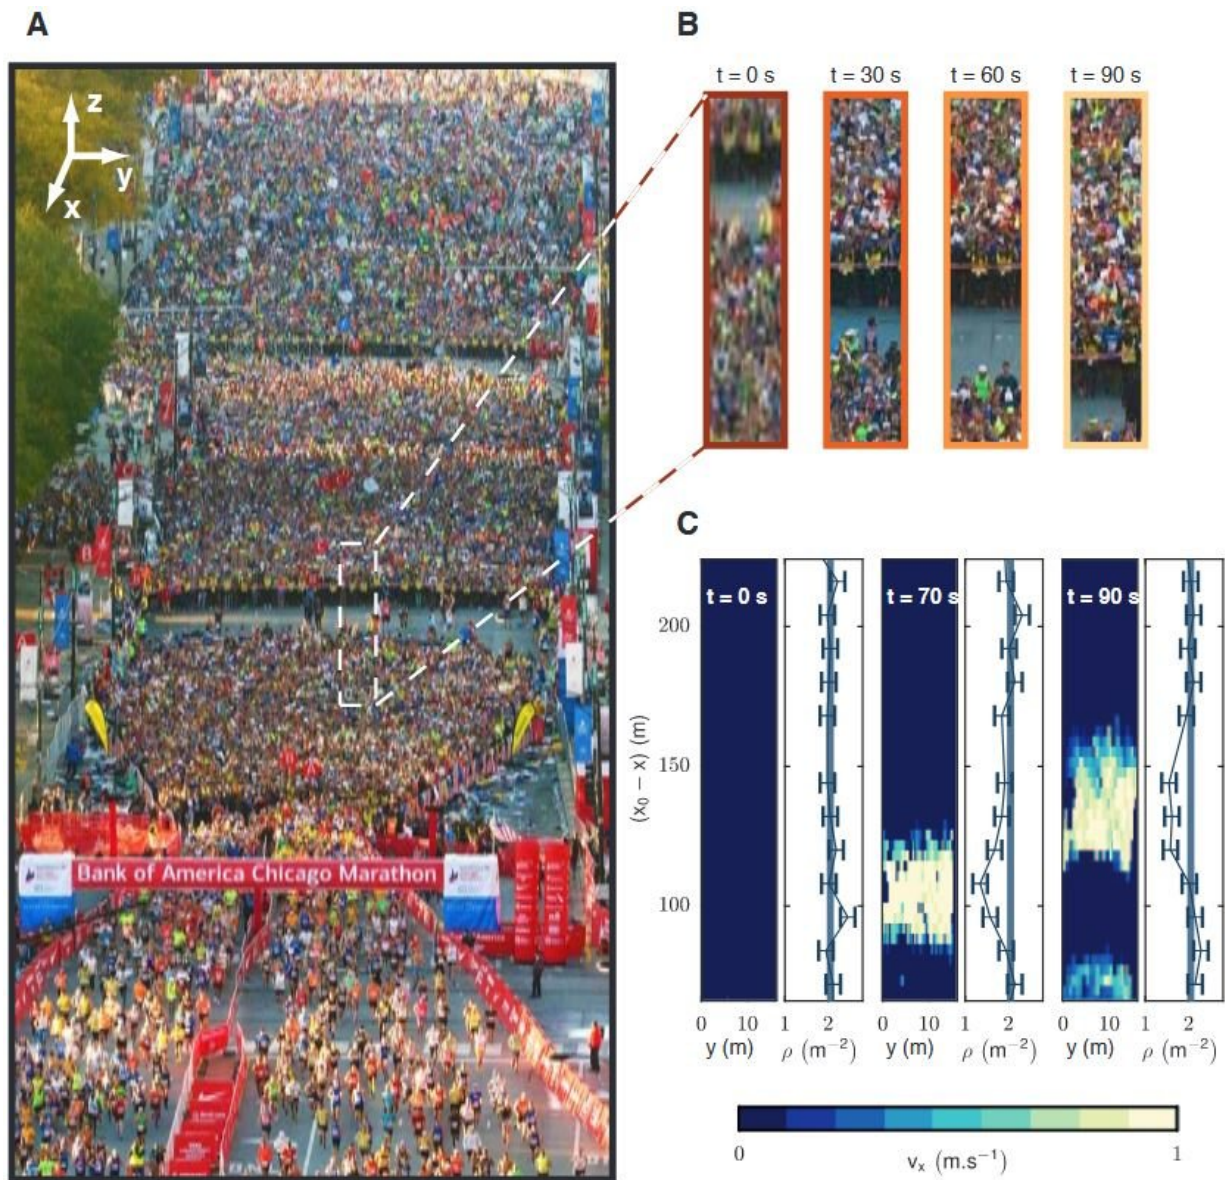 A
z
y
x
Bank of America Chicago Marathon
B
t = 0 s
t = 30 s
t = 60 s
t = 90 s
C
(x₀ − x) (m)
200
150
100
t = 0 s
t = 70 s
t = 90 s
0 10 1 2 0 10 1 2 0 10 1 2
y (m) ρ (m⁻²) y (m) ρ (m⁻²) y (m) ρ (m⁻²)
0 1
vₓ (m.s⁻¹)